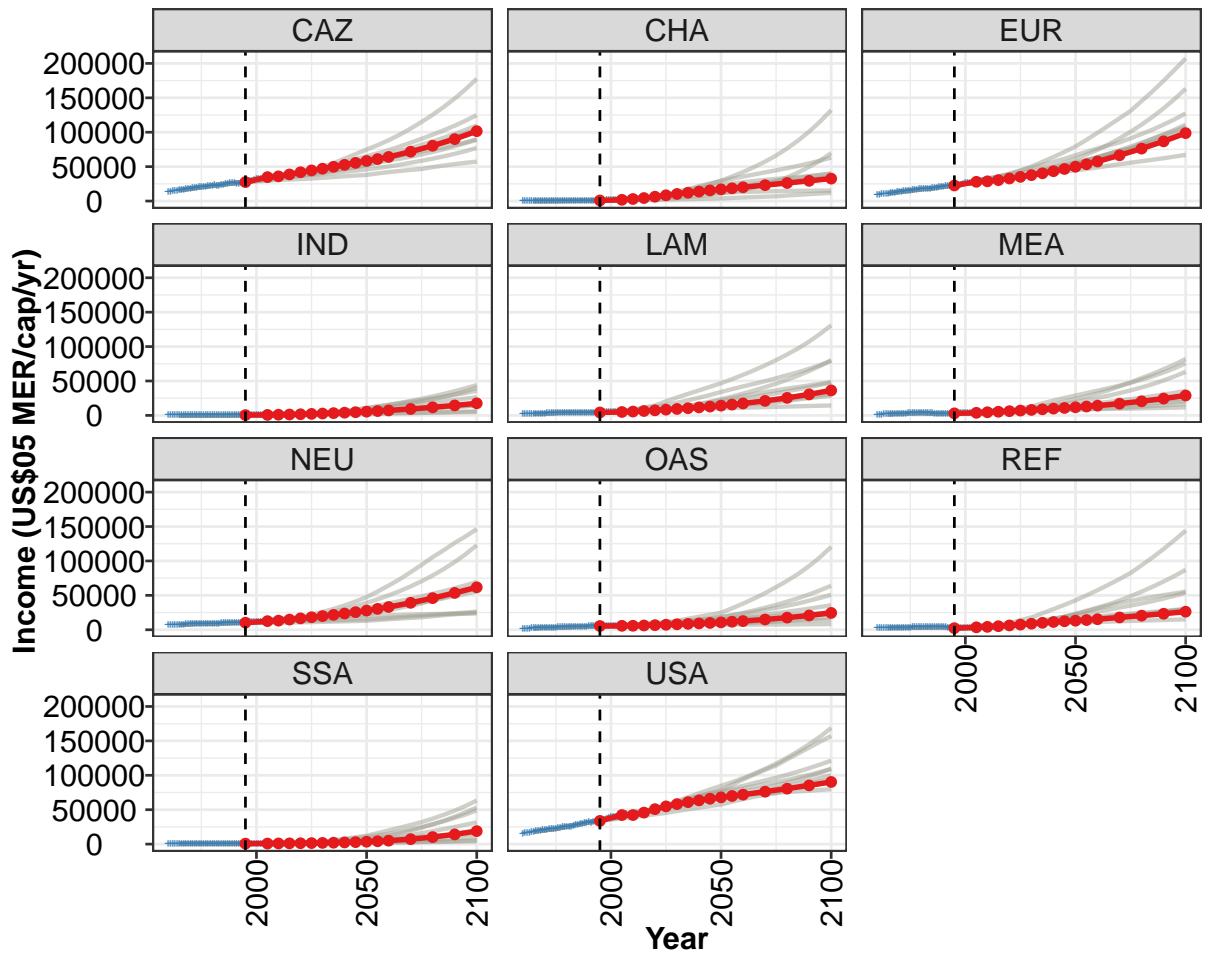 CAZ CHA EUR
200000
150000
100000
50000
0
IND LAM MEA
200000
150000
100000
50000
0
NEU OAS REF
200000
150000
100000
50000
0
2000 2050 2100
SSA USA
200000
150000
100000
50000
0
2000 2050 2100 2000 2050 2100
Year
Income (US$05 MER/cap/yr)